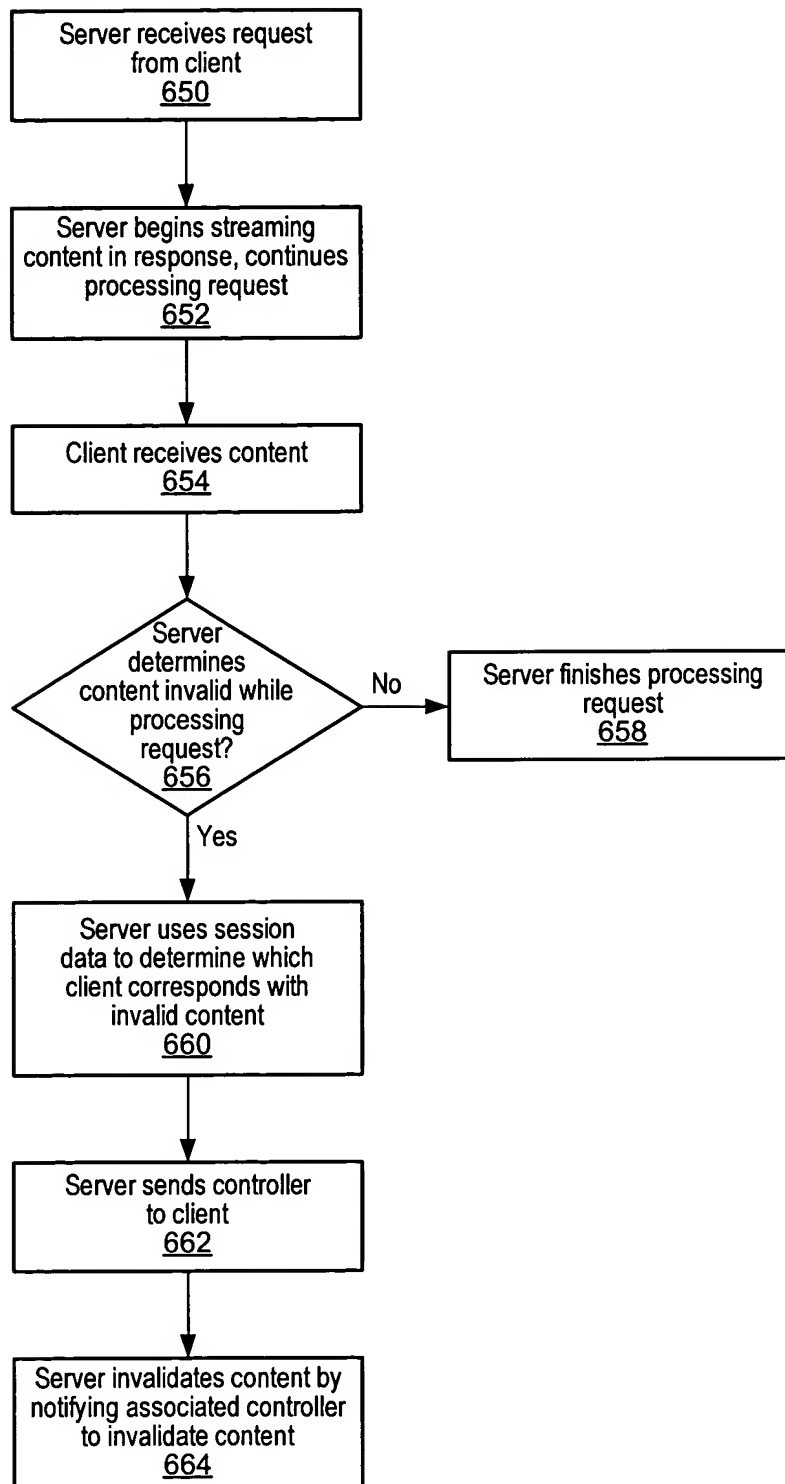 Server receives request
from client
650
Server begins streaming
content in response, continues
processing request
652
Client receives content
654
Server
determines
content invalid while
processing
request?
656
No
Server finishes processing
request
658
Yes
Server uses session
data to determine which
client corresponds with
invalid content
660
Server sends controller
to client
662
Server invalidates content by
notifying associated controller
to invalidate content
664